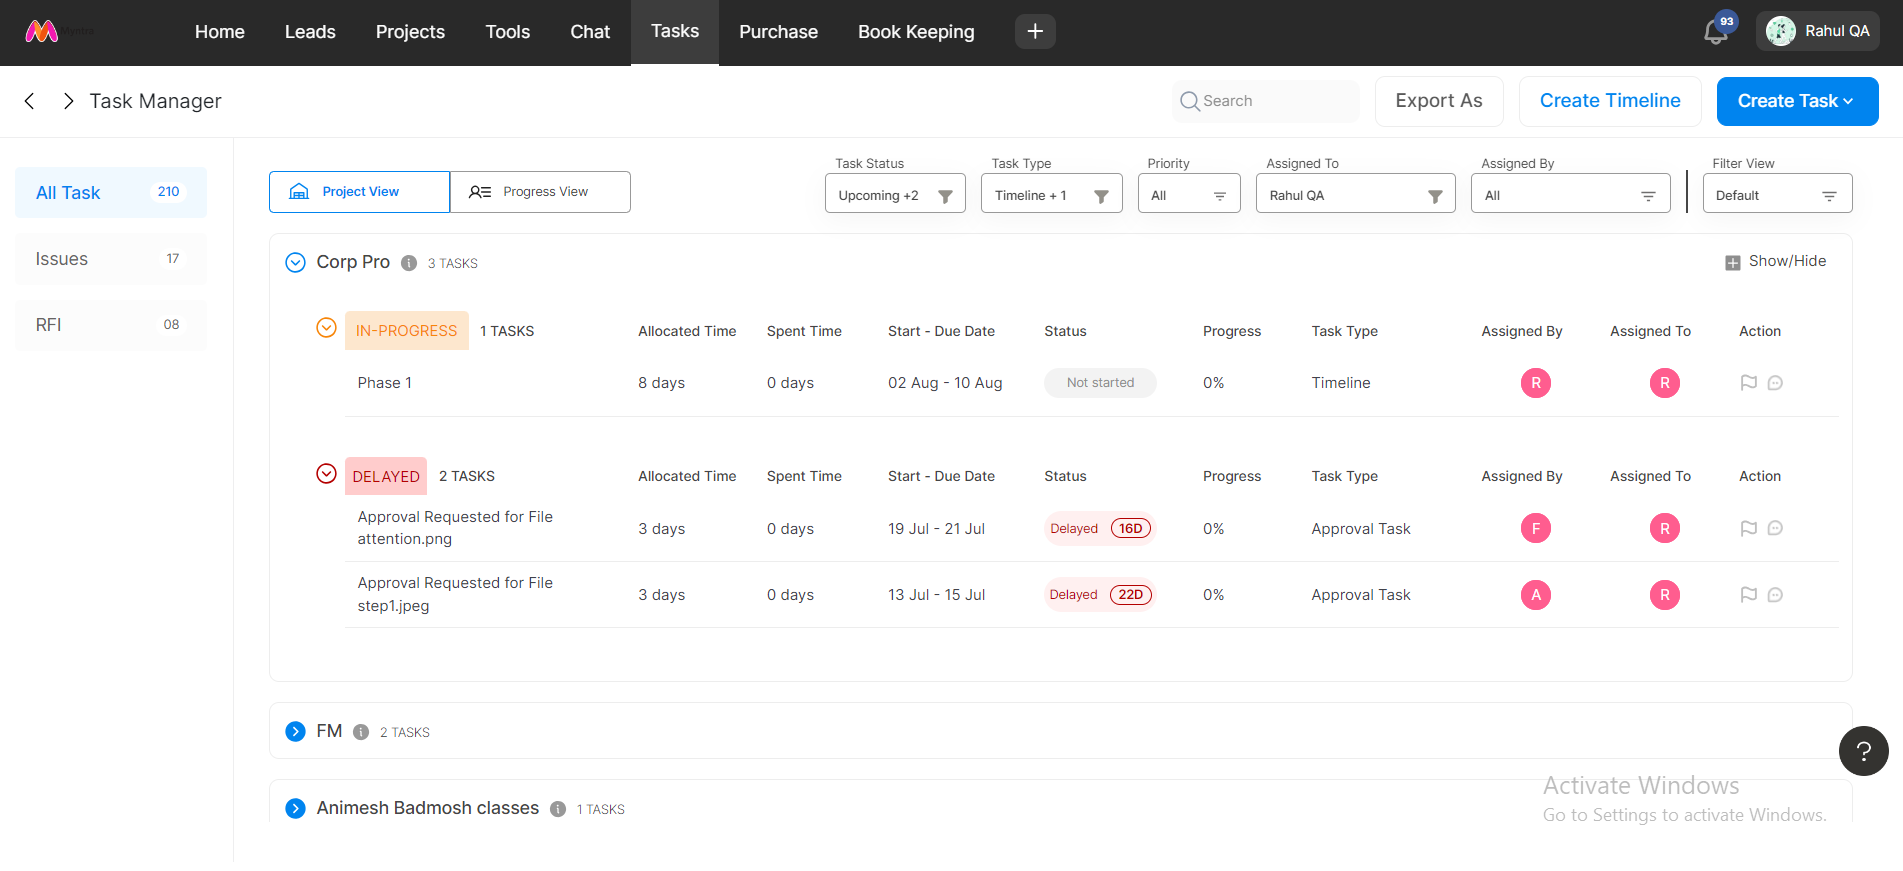 Myntra Home Leads Projects Tools Chat Tasks Purchase Book Keeping + 93 Rahul QA
Task Manager Search Export As Create Timeline Create Task
All Task 210
Issues 17
RFI 08
Project View Progress View
Task Status Task Type Priority Assigned To Assigned By Filter View
Upcoming +2 Timeline + 1 All Rahul QA All Default
Corp Pro i 3 TASKS Show/Hide
IN-PROGRESS 1 TASKS Allocated Time Spent Time Start - Due Date Status Progress Task Type Assigned By Assigned To Action
Phase 1 8 days 0 days 02 Aug - 10 Aug Not started 0% Timeline R R
DELAYED 2 TASKS Allocated Time Spent Time Start - Due Date Status Progress Task Type Assigned By Assigned To Action
Approval Requested for File
attention.png 3 days 0 days 19 Jul - 21 Jul Delayed 16D 0% Approval Task F R
Approval Requested for File
step1.jpeg 3 days 0 days 13 Jul - 15 Jul Delayed 22D 0% Approval Task A R
FM i 2 TASKS
?
Animesh Badmosh classes i 1 TASKS
Activate Windows
Go to Settings to activate Windows.